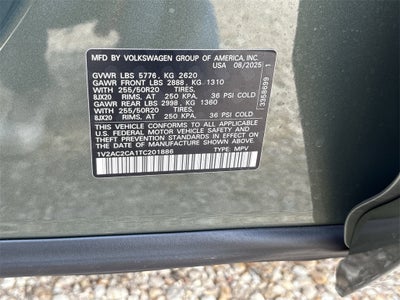 MFD. BY VOLKSWAGEN GROUP OF AMERICA, INC.
USA 08/2025
GVWR LBS 5776, KG 2620
GAWR FRONT LBS 2888, KG 1310
WITH 255/50R20 TIRES,
8JX20 RIMS, AT 250 KPA, 36 PSI COLD
GAWR REAR LBS 2998, KG 1360
WITH 255/50R20 TIRES,
8JX20 RIMS, AT 250 KPA, 36 PSI COLD
THIS VEHICLE CONFORMS TO ALL APPLICABLE
U.S. FEDERAL MOTOR VEHICLE SAFETY AND
THEFT PREVENTION STANDARDS IN EFFECT
ON THE DATE OF MANUFACTURE SHOWN ABOVE
1V2AC2CA1TC201886 TYPE: MPV